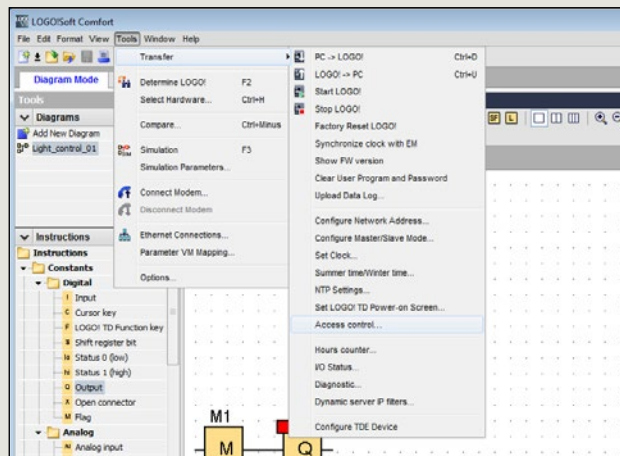 LOGO!Soft Comfort
File Edit Format View Tools Window Help
Diagram Mode
Tools
Diagrams
Add New Diagram
Light_control_01
Instructions
Instructions
Constants
Digital
I Input
C Cursor key
F LOGO! TD Function key
S Shift register bit
lo Status 0 (low)
hi Status 1 (high)
Q Output
X Open connector
M Flag
Analog
Analog input
Transfer
Determine LOGO! F2
Select Hardware... Ctrl+H
Compare... Ctrl+Minus
Simulation F3
Simulation Parameters...
Connect Modem...
Disconnect Modem
Ethernet Connections...
Parameter VM Mapping...
Options...
PC -> LOGO! Ctrl+D
LOGO! -> PC Ctrl+U
Start LOGO!
Stop LOGO!
Factory Reset LOGO!
Synchronize clock with EM
Show FW version
Clear User Program and Password
Upload Data Log...
Configure Network Address...
Configure Master/Slave Mode...
Set Clock...
Summer time/Winter time...
NTP Settings...
Set LOGO! TD Power-on Screen...
Access control...
Hours counter...
I/O Status...
Diagnostic...
Dynamic server IP filters...
Configure TDE Device
SF L
M1
M Q